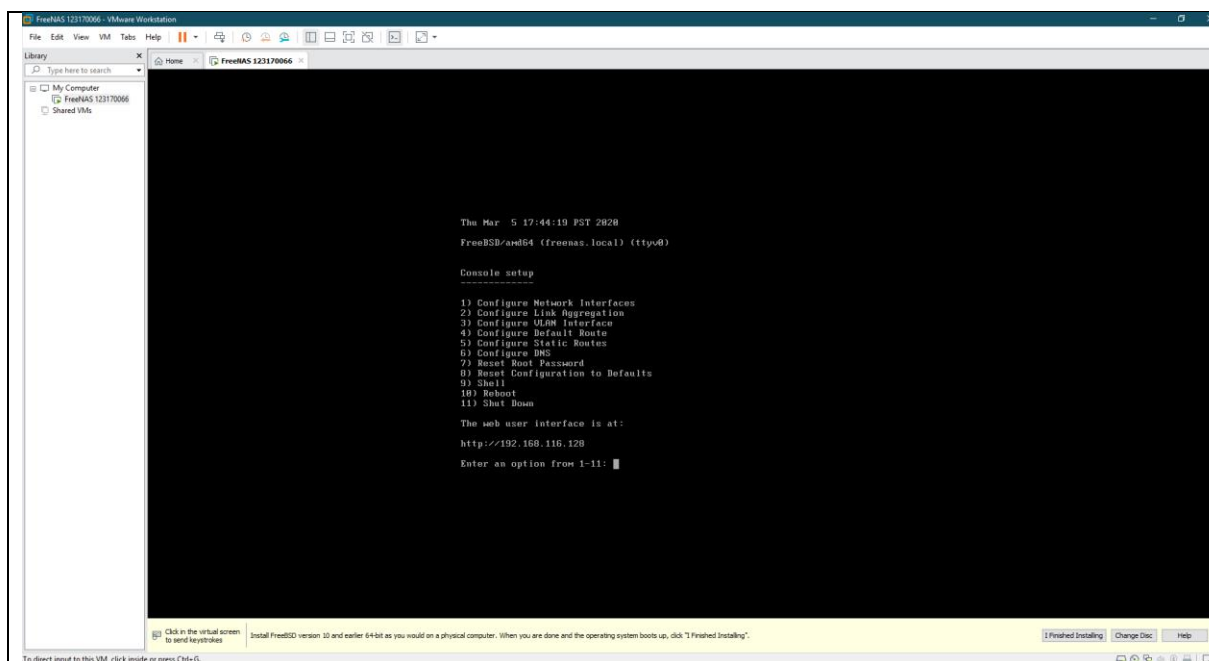 FreeNAS 123170066 - VMware Workstation
File Edit View VM Tabs Help
Library
Type here to search
My Computer
FreeNAS 123170066
Shared VMs
Home
FreeNAS 123170066
Thu Mar 5 17:44:19 PST 2020
FreeBSD/amd64 (freenas.local) (ttyv0)
Console setup
-------------
1) Configure Network Interfaces
2) Configure Link Aggregation
3) Configure VLAN Interface
4) Configure Default Route
5) Configure Static Routes
6) Configure DNS
7) Reset Root Password
8) Reset Configuration to Defaults
9) Shell
10) Reboot
11) Shut Down
The web user interface is at:
http://192.168.116.128
Enter an option from 1-11:
Click in the virtual screen
to send keystrokes
Install FreeBSD version 10 and earlier 64-bit as you would on a physical computer. When you are done and the operating system boots up, click "I Finished Installing".
I Finished Installing
Change Disc
Help
To direct input to this VM, click inside or press Ctrl+G.